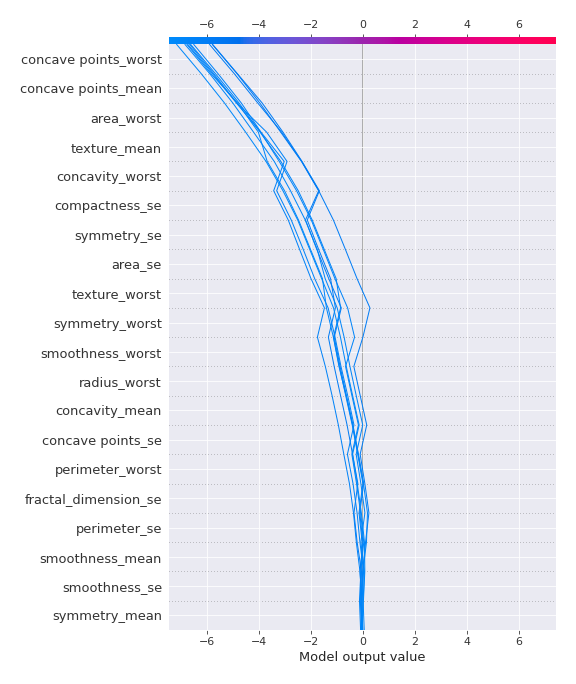 −6 −4 −2 0 2 4 6
concave points_worst
concave points_mean
area_worst
texture_mean
concavity_worst
compactness_se
symmetry_se
area_se
texture_worst
symmetry_worst
smoothness_worst
radius_worst
concavity_mean
concave points_se
perimeter_worst
fractal_dimension_se
perimeter_se
smoothness_mean
smoothness_se
symmetry_mean
−6 −4 −2 0 2 4 6
Model output value